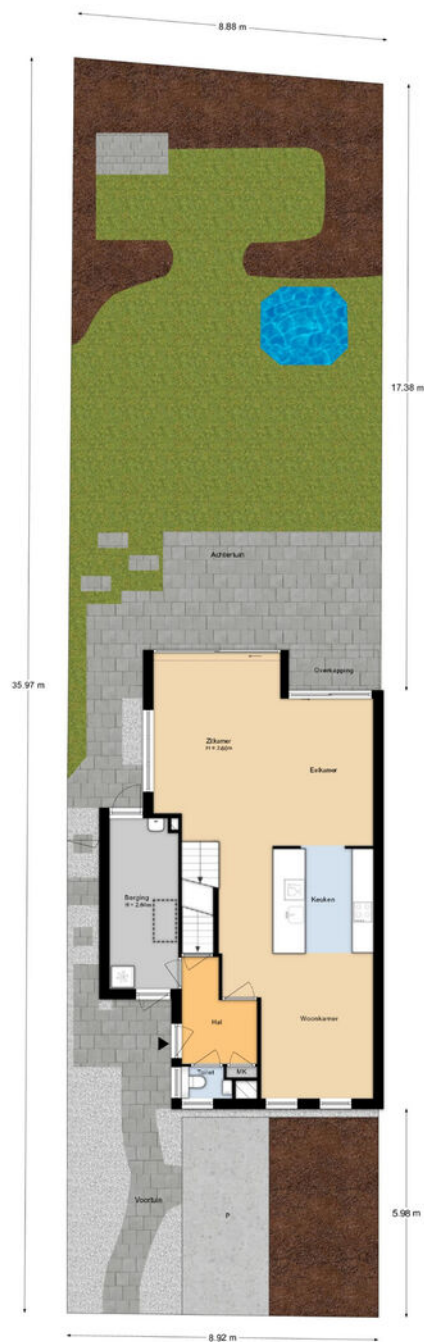 8.88 m
17.38 m
Achtertuin
Overkapping
35.97 m
Zitkamer
H = 2.60m
Eetkamer
Berging
H = 2.60m
Keuken
Hal
Woonkamer
Toilet
MK
Voortuin
P
5.98 m
8.92 m